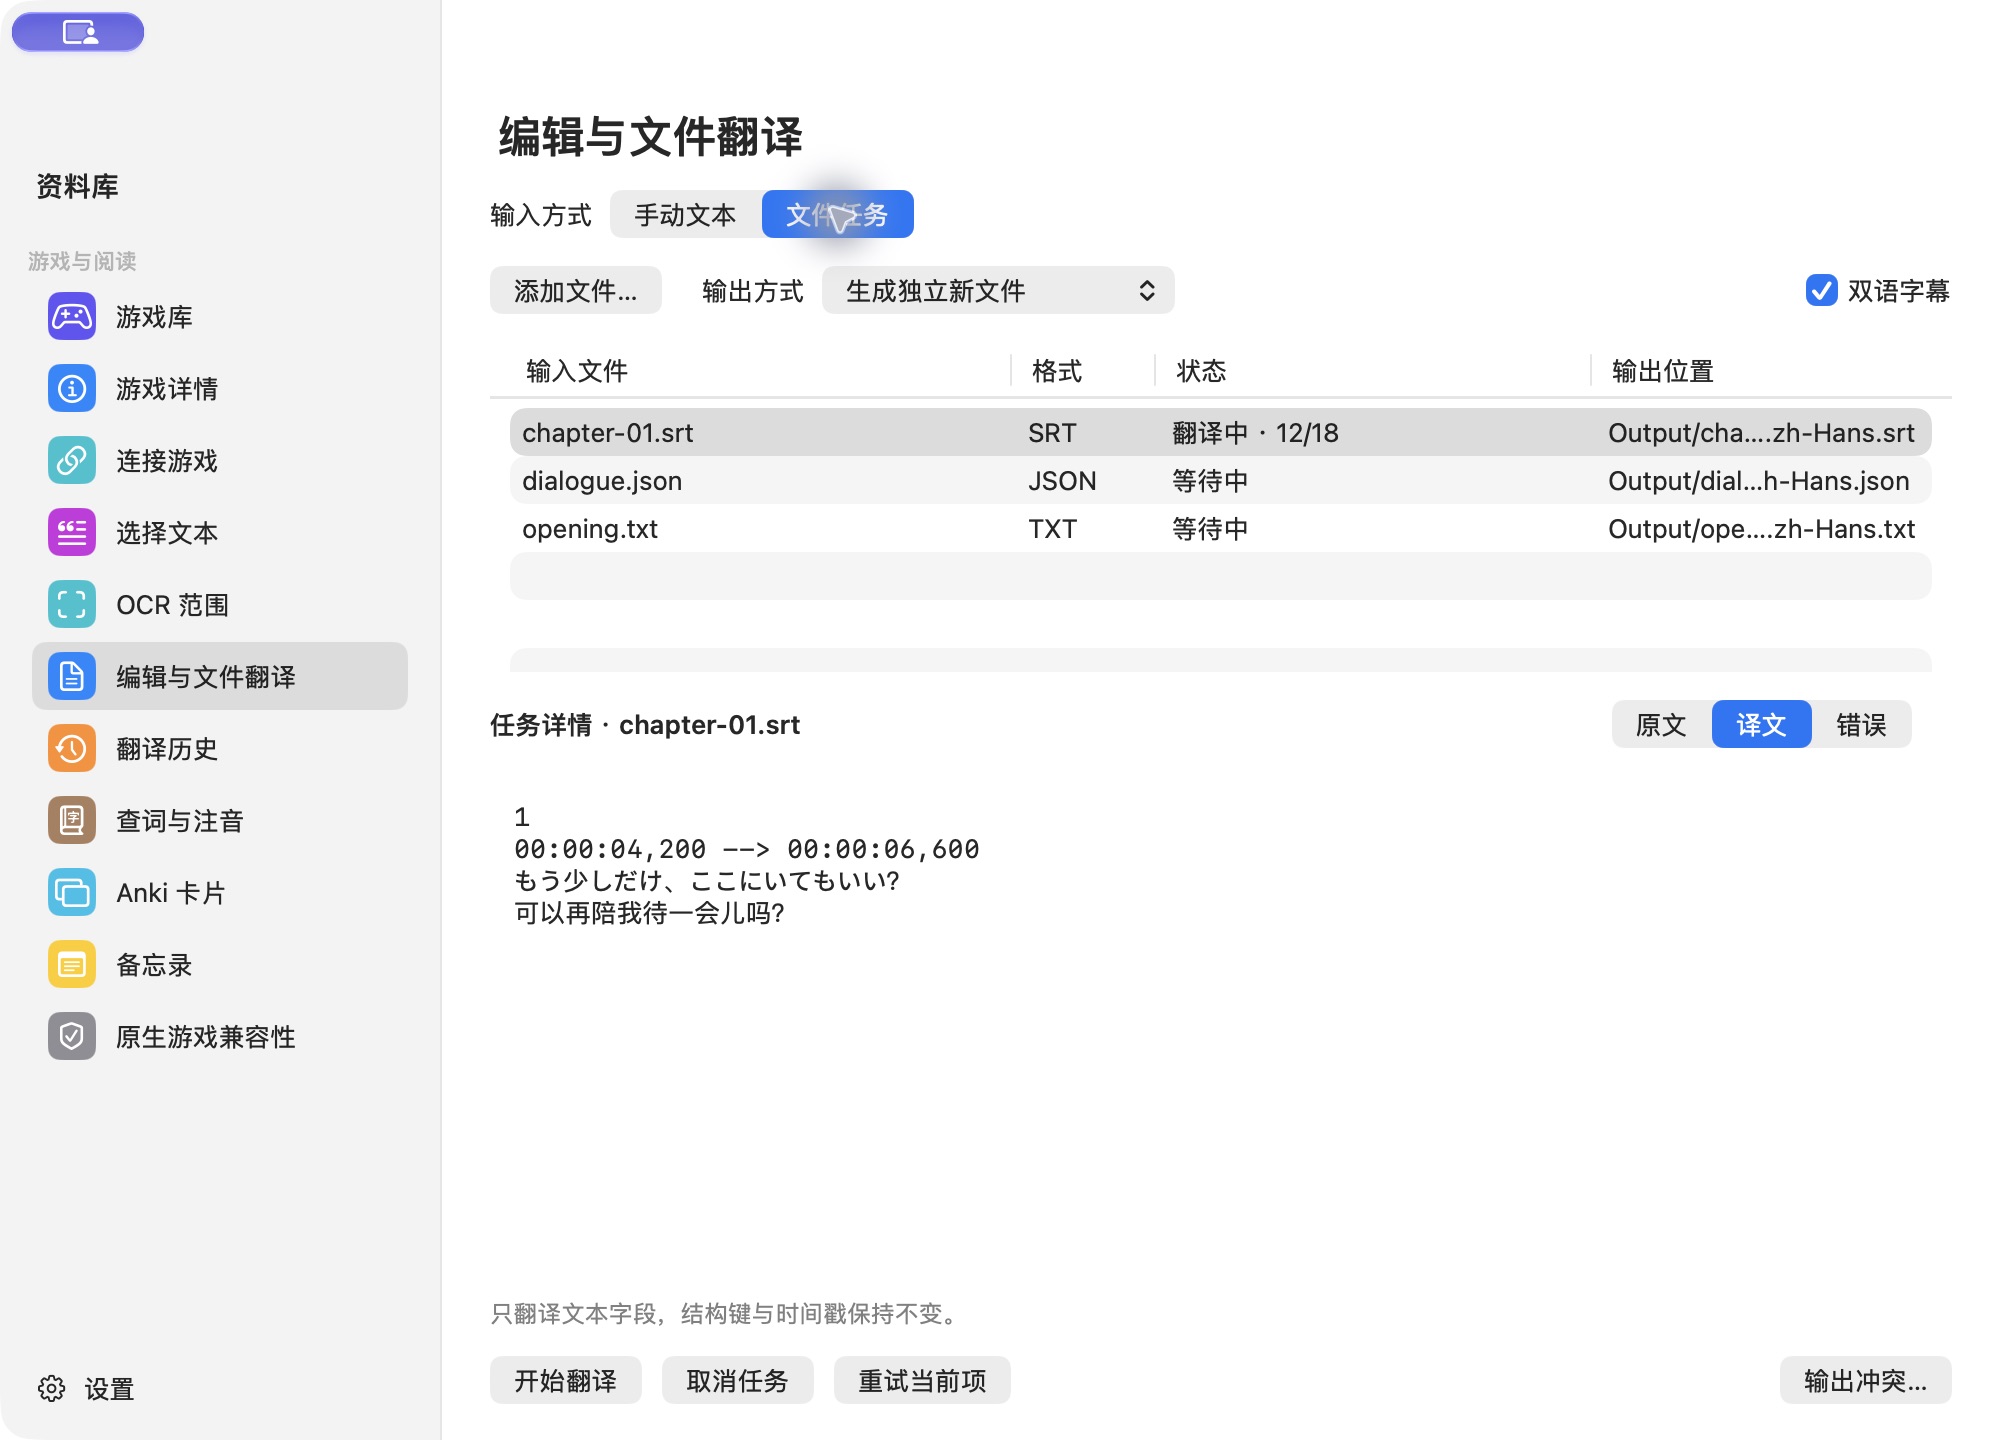 资料库
游戏与阅读
游戏库
游戏详情
连接游戏
选择文本
OCR 范围
编辑与文件翻译
翻译历史
查词与注音
Anki 卡片
备忘录
原生游戏兼容性
设置
编辑与文件翻译
输入方式 手动文本 文件任务
添加文件... 输出方式 生成独立新文件 双语字幕
输入文件 格式 状态 输出位置
chapter-01.srt SRT 翻译中 · 12/18 Output/cha....zh-Hans.srt
dialogue.json JSON 等待中 Output/dial...h-Hans.json
opening.txt TXT 等待中 Output/ope....zh-Hans.txt
任务详情 · chapter-01.srt 原文 译文 错误
1
00:00:04,200 --> 00:00:06,600
もう少しだけ、ここにいてもいい?
可以再陪我待一会儿吗?
只翻译文本字段，结构键与时间戳保持不变。
开始翻译 取消任务 重试当前项 输出冲突...